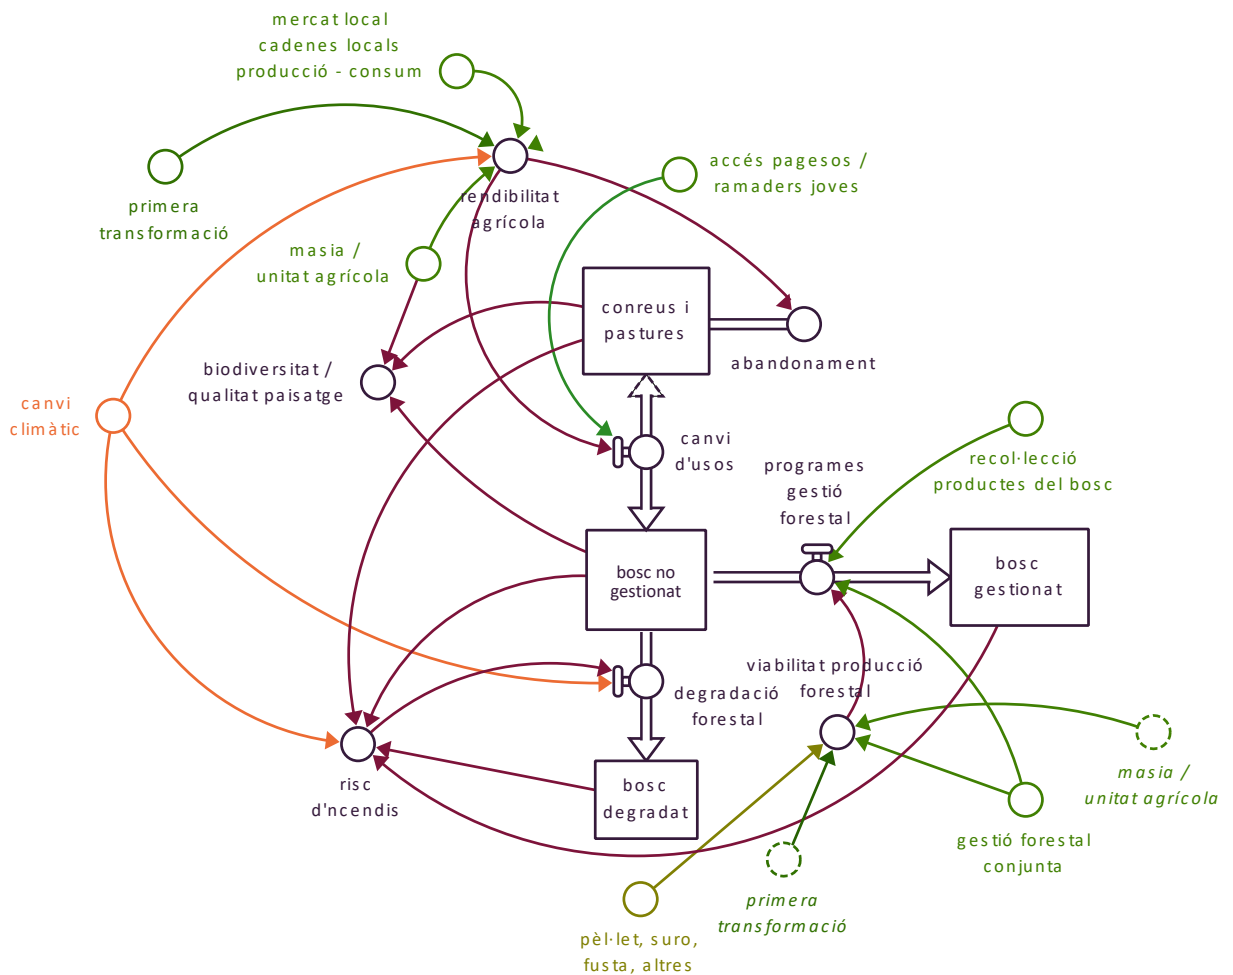 mercat local
cadenes locals
producció - consum
accés pagesos /
ramaders joves
primera
transformació
rendibilitat
agrícola
masia /
unitat agrícola
conreus i
pastures
abandonament
biodiversitat /
qualitat paisatge
canvi
climàtic
canvi
d'usos
programes
gestió
forestal
recol·lecció
productes del bosc
bosc no
gestionat
bosc
gestionat
viabilitat producció
forestal
degradació
forestal
risc
d'ncendis
bosc
degradat
masia /
unitat agrícola
gestió forestal
conjunta
primera
transformació
pèl·let, suro,
fusta, altres